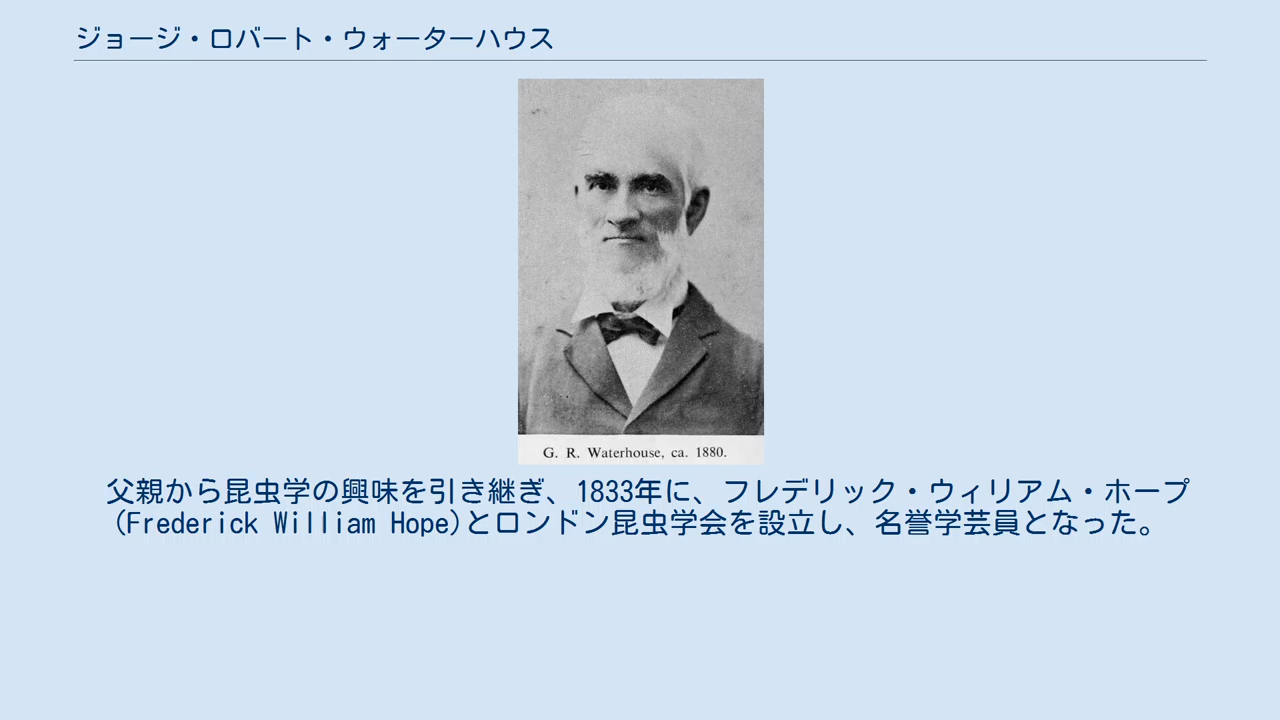 ジョージ・ロバート・ウォーターハウス
G. R. Waterhouse, ca. 1880.
父親から昆虫学の興味を引き継ぎ、1833年に、フレデリック・ウィリアム・ホープ
(Frederick William Hope)とロンドン昆虫学会を設立し、名誉学芸員となった。